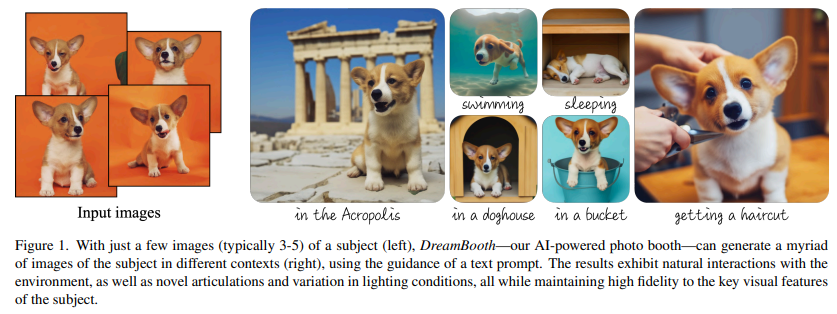 swimming
sleeping
Input images
in the Acropolis
in a doghouse
in a bucket
getting a haircut
Figure 1. With just a few images (typically 3-5) of a subject (left), DreamBooth—our AI-powered photo booth—can generate a myriad
of images of the subject in different contexts (right), using the guidance of a text prompt. The results exhibit natural interactions with the
environment, as well as novel articulations and variation in lighting conditions, all while maintaining high fidelity to the key visual features
of the subject.